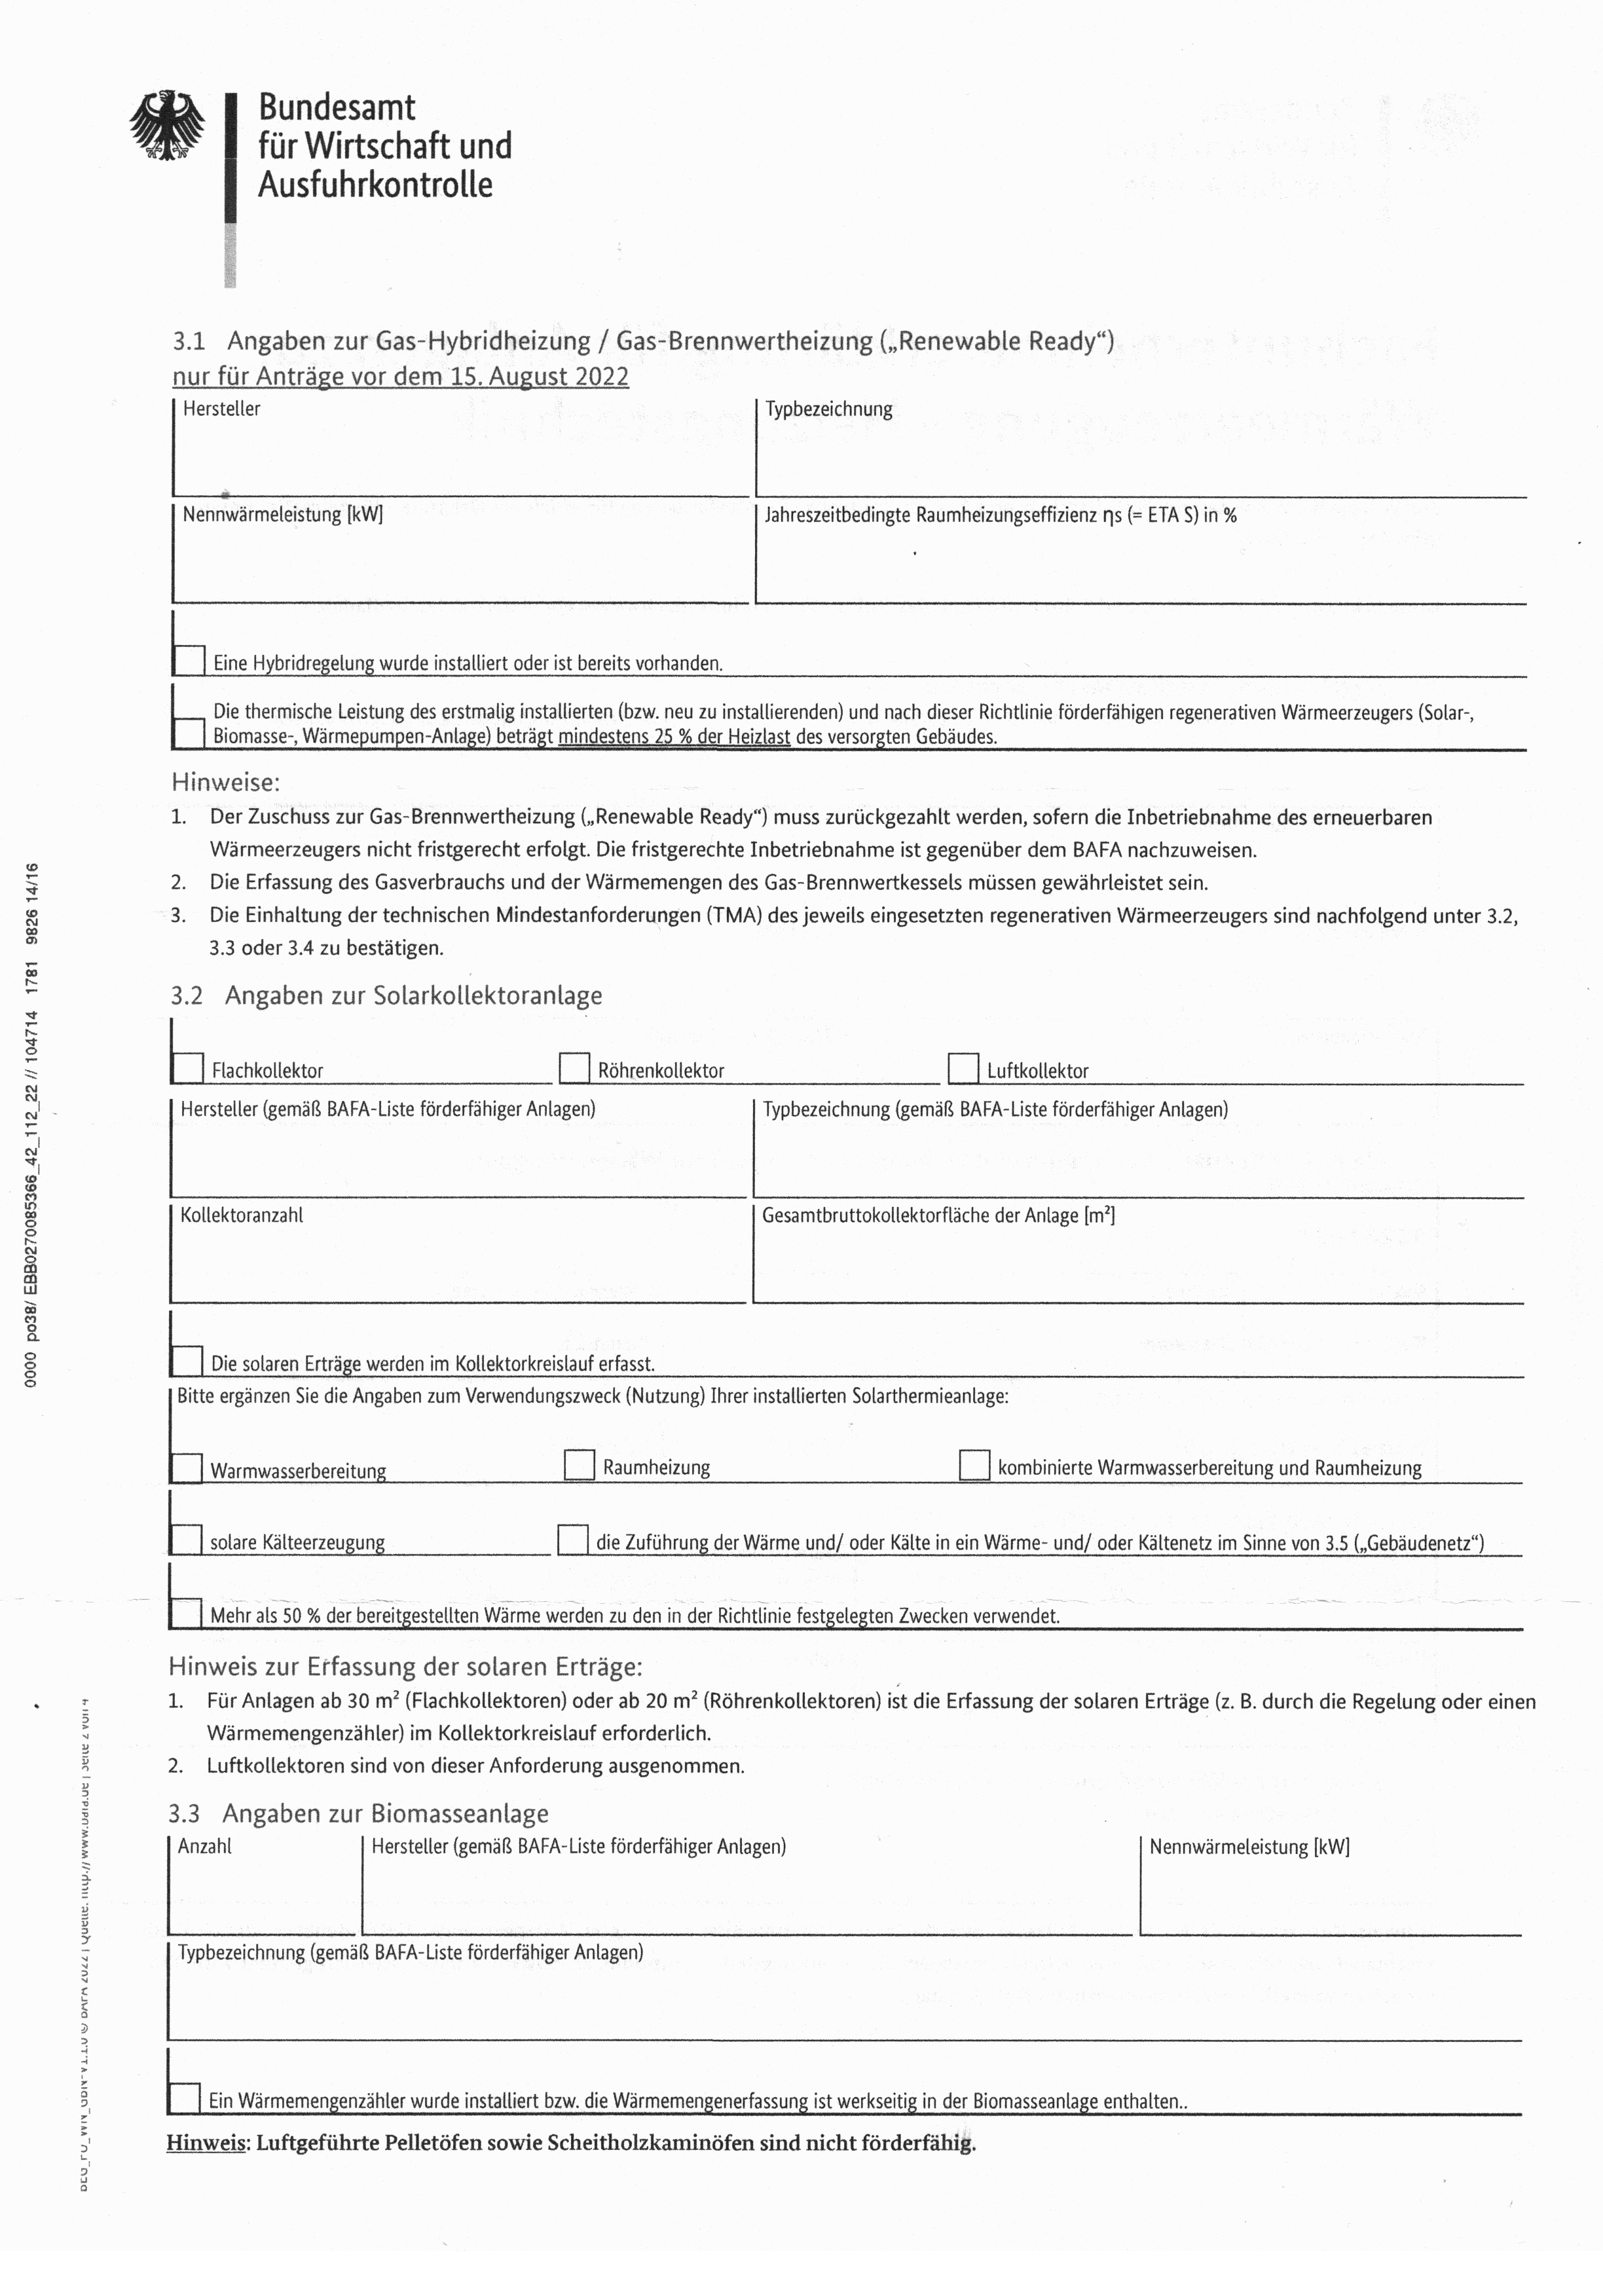 Bundesamt
für Wirtschaft und
Ausfuhrkontrolle
3.1 Angaben zur Gas-Hybridheizung / Gas-Brennwertheizung („Renewable Ready“)
nur für Anträge vor dem 15. August 2022
Hersteller
Typbezeichnung
Nennwärmeleistung [kW]
Jahreszeitbedingte Raumheizungseffizienz ηs (= ETA S) in %
Eine Hybridregelung wurde installiert oder ist bereits vorhanden.
Die thermische Leistung des erstmalig installierten (bzw. neu zu installierenden) und nach dieser Richtlinie förderfähigen regenerativen Wärmeerzeugers (Solar-,
Biomasse-, Wärmepumpen-Anlage) beträgt mindestens 25 % der Heizlast des versorgten Gebäudes.
Hinweise:
1. Der Zuschuss zur Gas-Brennwertheizung („Renewable Ready“) muss zurückgezahlt werden, sofern die Inbetriebnahme des erneuerbaren
Wärmeerzeugers nicht fristgerecht erfolgt. Die fristgerechte Inbetriebnahme ist gegenüber dem BAFA nachzuweisen.
2. Die Erfassung des Gasverbrauchs und der Wärmemengen des Gas-Brennwertkessels müssen gewährleistet sein.
3. Die Einhaltung der technischen Mindestanforderungen (TMA) des jeweils eingesetzten regenerativen Wärmeerzeugers sind nachfolgend unter 3.2,
3.3 oder 3.4 zu bestätigen.
3.2 Angaben zur Solarkollektoranlage
Flachkollektor
Röhrenkollektor
Luftkollektor
Hersteller (gemäß BAFA-Liste förderfähiger Anlagen)
Typbezeichnung (gemäß BAFA-Liste förderfähiger Anlagen)
Kollektoranzahl
Gesamtbruttokollektorfläche der Anlage [m²]
Die solaren Erträge werden im Kollektorkreislauf erfasst.
Bitte ergänzen Sie die Angaben zum Verwendungszweck (Nutzung) Ihrer installierten Solarthermieanlage:
Warmwasserbereitung
Raumheizung
kombinierte Warmwasserbereitung und Raumheizung
solare Kälteerzeugung
die Zuführung der Wärme und/ oder Kälte in ein Wärme- und/ oder Kältenetz im Sinne von 3.5 („Gebäudenetz“)
Mehr als 50 % der bereitgestellten Wärme werden zu den in der Richtlinie festgelegten Zwecken verwendet.
Hinweis zur Erfassung der solaren Erträge:
1. Für Anlagen ab 30 m² (Flachkollektoren) oder ab 20 m² (Röhrenkollektoren) ist die Erfassung der solaren Erträge (z. B. durch die Regelung oder einen
Wärmemengenzähler) im Kollektorkreislauf erforderlich.
2. Luftkollektoren sind von dieser Anforderung ausgenommen.
3.3 Angaben zur Biomasseanlage
Anzahl
Hersteller (gemäß BAFA-Liste förderfähiger Anlagen)
Nennwärmeleistung [kW]
Typbezeichnung (gemäß BAFA-Liste förderfähiger Anlagen)
Ein Wärmemengenzähler wurde installiert bzw. die Wärmemengenerfassung ist werkseitig in der Biomasseanlage enthalten..
Hinweis: Luftgeführte Pelletöfen sowie Scheitholzkaminöfen sind nicht förderfähig.
0000 po38/ EBB0270085366_42_112_22 // 104714 1781 9826 14/16